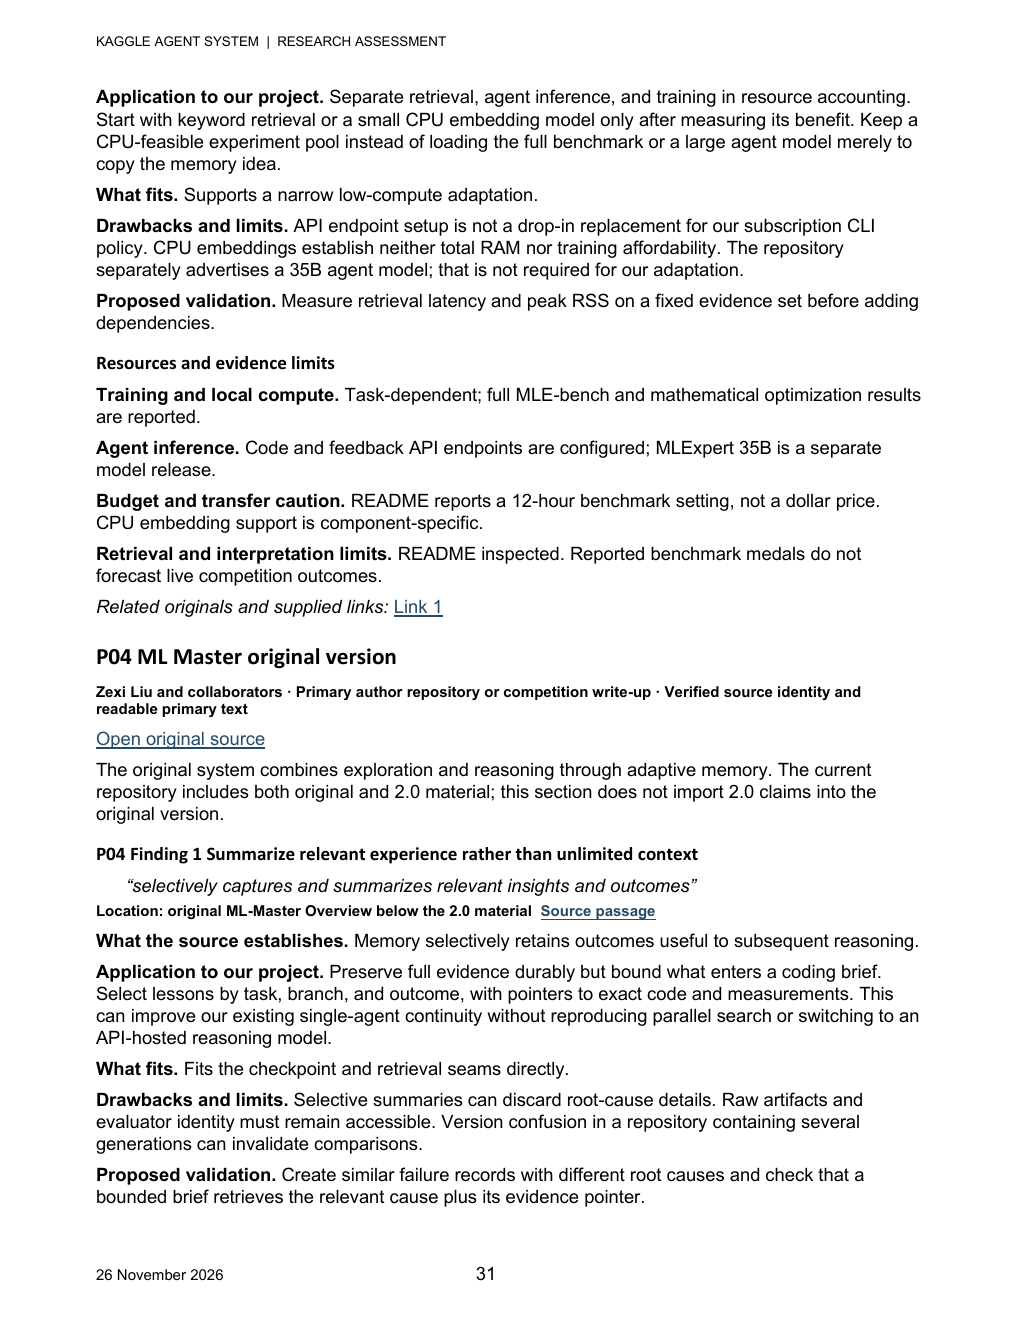 KAGGLE AGENT SYSTEM | RESEARCH ASSESSMENT
Application to our project. Separate retrieval, agent inference, and training in resource accounting.
Start with keyword retrieval or a small CPU embedding model only after measuring its benefit. Keep a
CPU-feasible experiment pool instead of loading the full benchmark or a large agent model merely to
copy the memory idea.
What fits. Supports a narrow low-compute adaptation.
Drawbacks and limits. API endpoint setup is not a drop-in replacement for our subscription CLI
policy. CPU embeddings establish neither total RAM nor training affordability. The repository
separately advertises a 35B agent model; that is not required for our adaptation.
Proposed validation. Measure retrieval latency and peak RSS on a fixed evidence set before adding
dependencies.
Resources and evidence limits
Training and local compute. Task-dependent; full MLE-bench and mathematical optimization results
are reported.
Agent inference. Code and feedback API endpoints are configured; MLExpert 35B is a separate
model release.
Budget and transfer caution. README reports a 12-hour benchmark setting, not a dollar price.
CPU embedding support is component-specific.
Retrieval and interpretation limits. README inspected. Reported benchmark medals do not
forecast live competition outcomes.
Related originals and supplied links: Link 1
P04 ML Master original version
Zexi Liu and collaborators · Primary author repository or competition write-up · Verified source identity and
readable primary text
Open original source
The original system combines exploration and reasoning through adaptive memory. The current
repository includes both original and 2.0 material; this section does not import 2.0 claims into the
original version.
P04 Finding 1 Summarize relevant experience rather than unlimited context
“selectively captures and summarizes relevant insights and outcomes”
Location: original ML-Master Overview below the 2.0 material Source passage
What the source establishes. Memory selectively retains outcomes useful to subsequent reasoning.
Application to our project. Preserve full evidence durably but bound what enters a coding brief.
Select lessons by task, branch, and outcome, with pointers to exact code and measurements. This
can improve our existing single-agent continuity without reproducing parallel search or switching to an
API-hosted reasoning model.
What fits. Fits the checkpoint and retrieval seams directly.
Drawbacks and limits. Selective summaries can discard root-cause details. Raw artifacts and
evaluator identity must remain accessible. Version confusion in a repository containing several
generations can invalidate comparisons.
Proposed validation. Create similar failure records with different root causes and check that a
bounded brief retrieves the relevant cause plus its evidence pointer.
26 November 2026
31